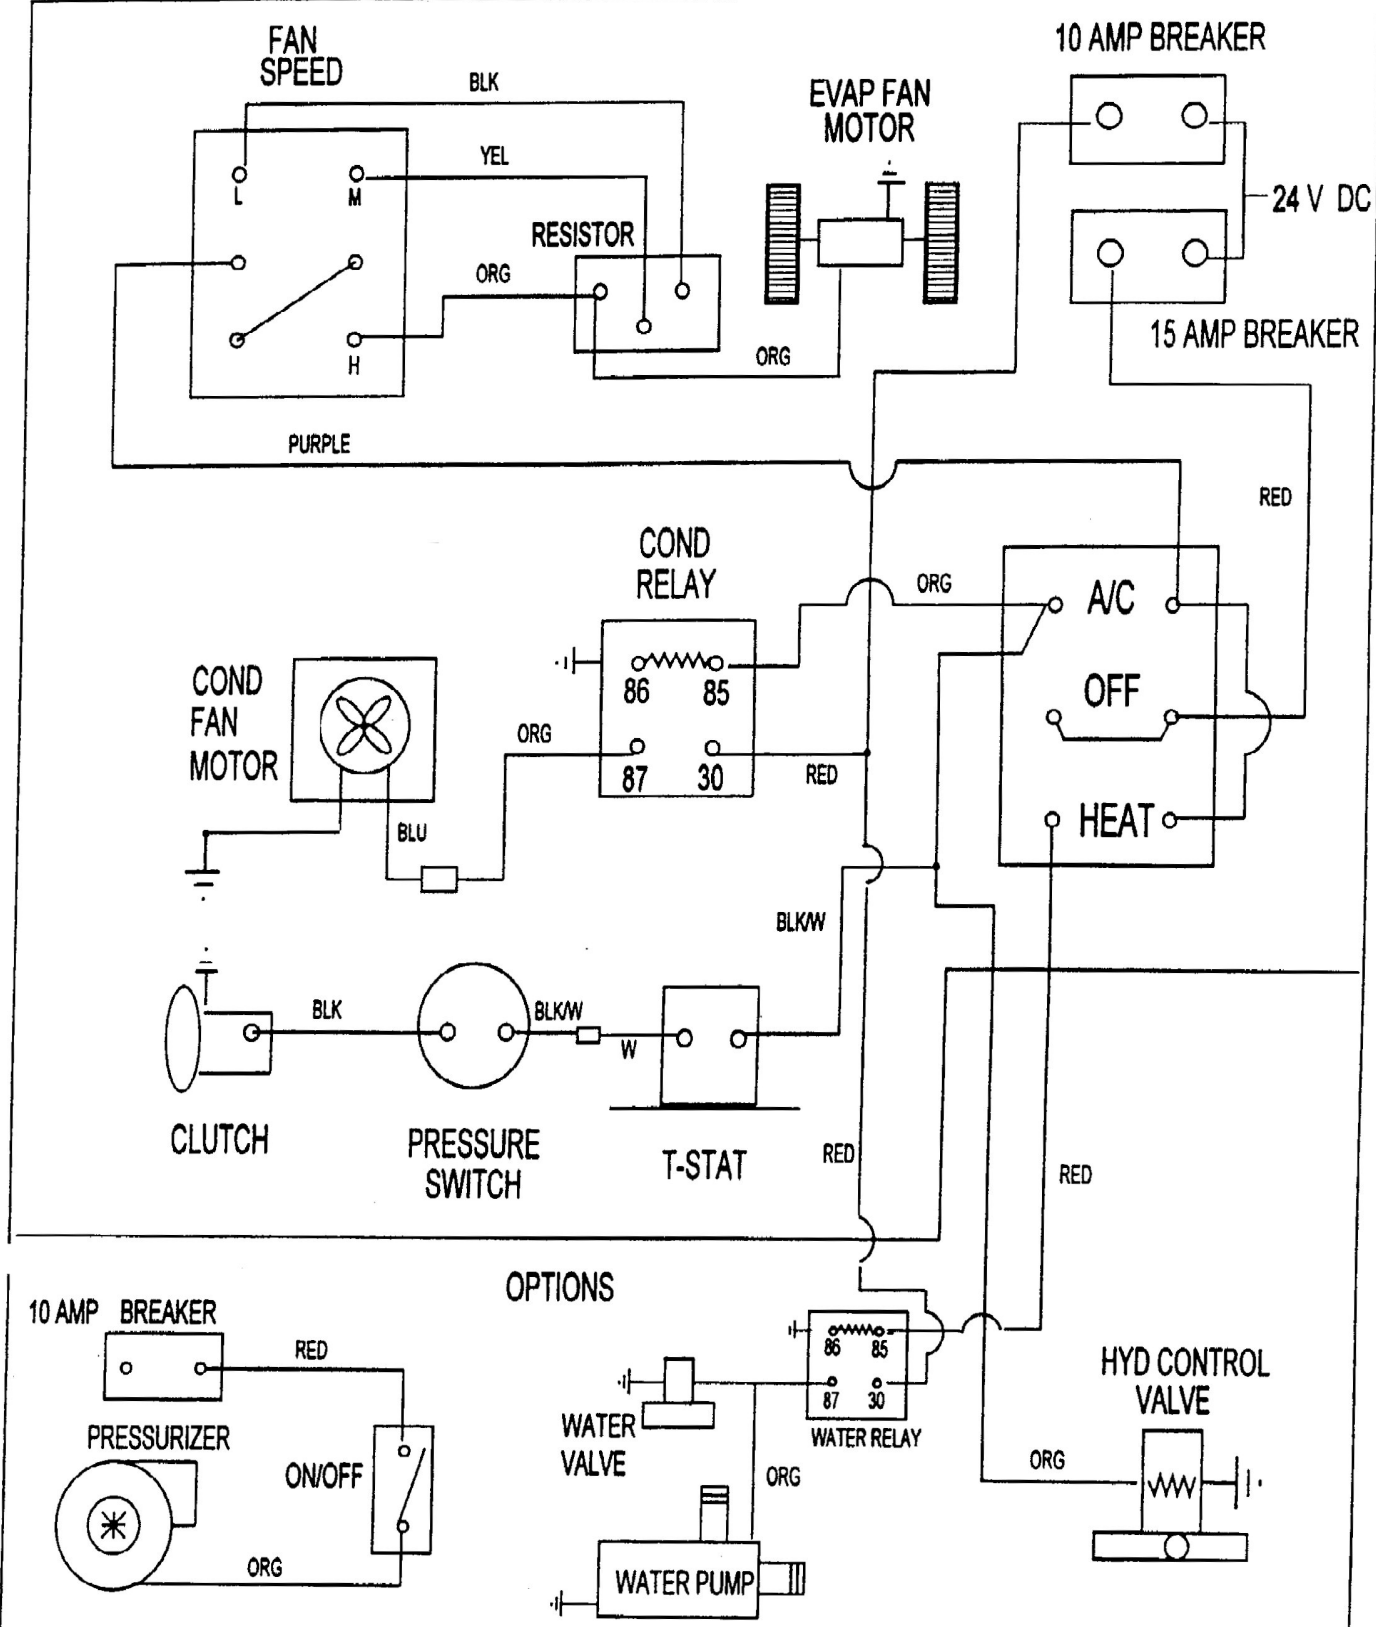 FAN
SPEED
BLK
EVAP FAN
MOTOR
10 AMP BREAKER
L
M
YEL
24 V DC
RESISTOR
ORG
H
ORG
15 AMP BREAKER
PURPLE
RED
COND
RELAY
ORG
A/C
86
85
OFF
COND
FAN
MOTOR
ORG
87
30
RED
BLU
HEAT
BLK/W
BLK
BLK/W
W
CLUTCH
PRESSURE
SWITCH
T-STAT
RED
RED
OPTIONS
10 AMP BREAKER
RED
86
85
87
30
WATER RELAY
HYD CONTROL
VALVE
PRESSURIZER
ON/OFF
WATER
VALVE
ORG
ORG
ORG
WATER PUMP